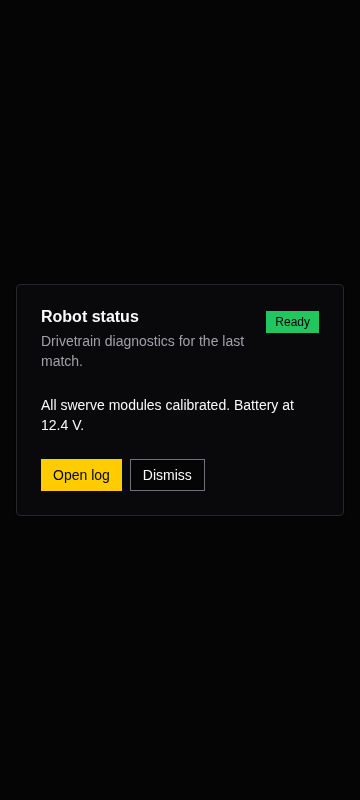 Robot status
Ready
Drivetrain diagnostics for the last
match.
All swerve modules calibrated. Battery at
12.4 V.
Open log
Dismiss